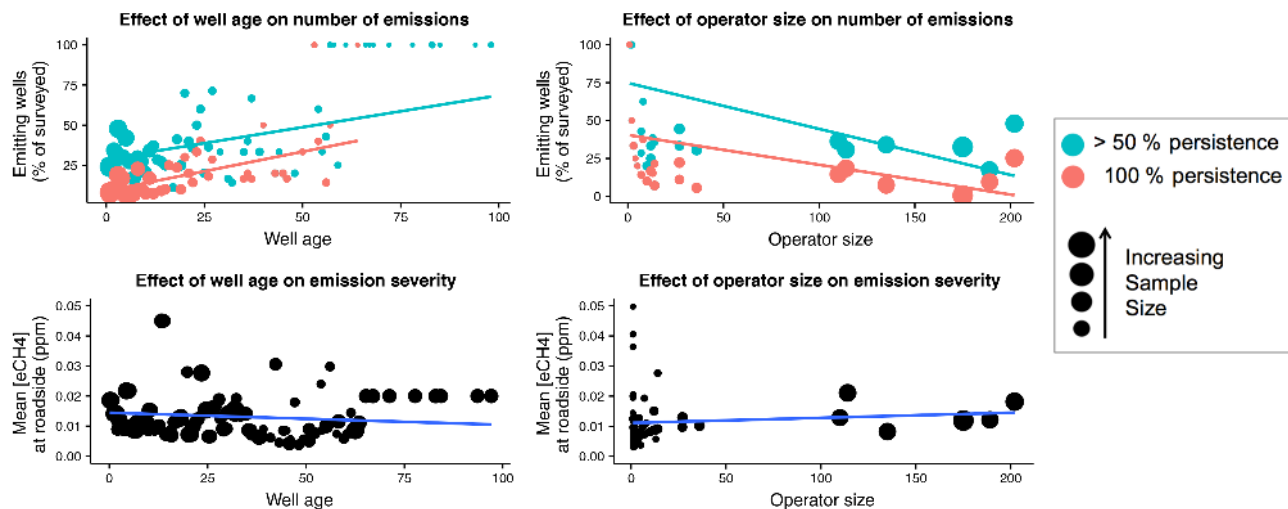 Effect of well age on number of emissions
Emitting wells
(% of surveyed)
100
75
50
25
0
25
50
75
100
Well age
Effect of operator size on number of emissions
Emitting wells
(% of surveyed)
100
75
50
25
0
0
50
100
150
200
Operator size
> 50 % persistence
100 % persistence
Increasing
Sample
Size
Effect of well age on emission severity
Mean [eCH4]
at roadside (ppm)
0.05
0.04
0.03
0.02
0.01
0.00
0
25
50
75
100
Well age
Effect of operator size on emission severity
Mean [eCH4]
at roadside (ppm)
0.05
0.04
0.03
0.02
0.01
0.00
0
50
100
150
200
Operator size